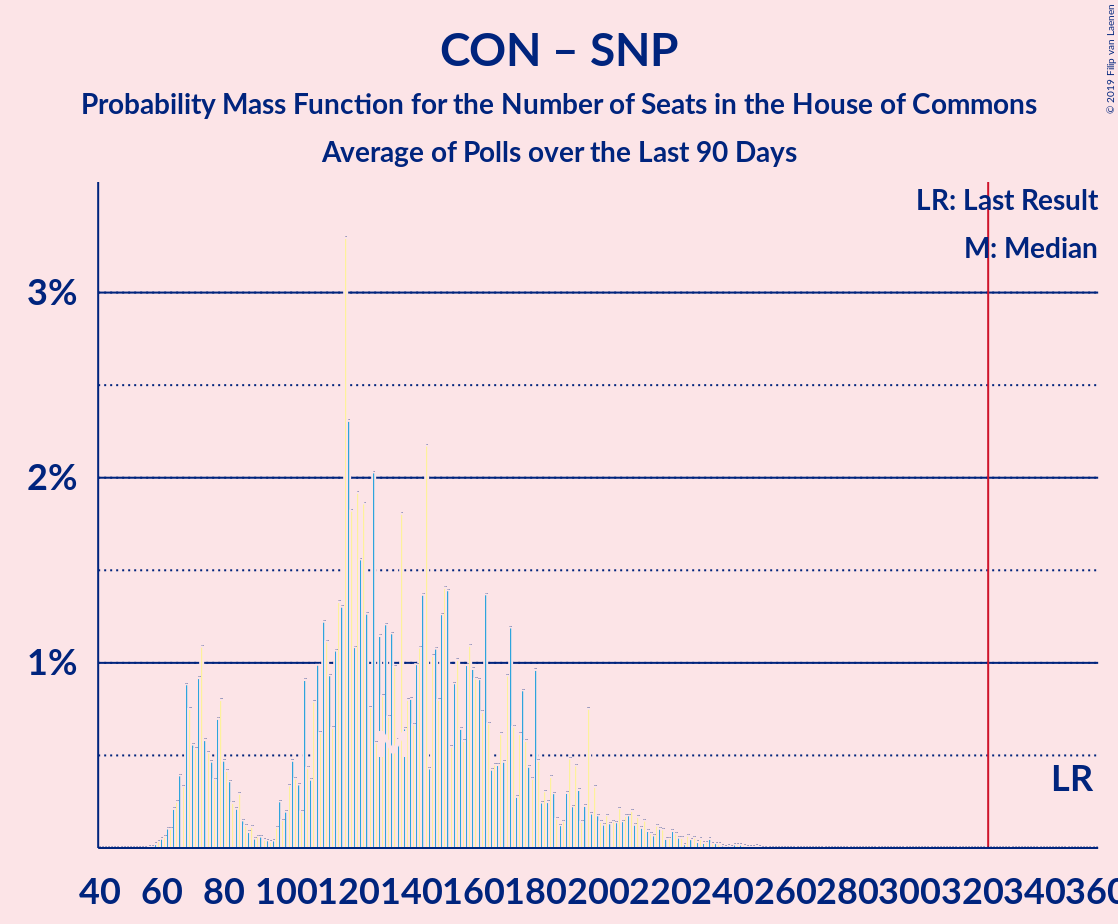 CON – SNP
Probability Mass Function for the Number of Seats in the House of Commons
Average of Polls over the Last 90 Days
© 2019 Filip van Laenen
LR: Last Result
M: Median
3%
2%
1%
LR
40 60 80 100 120 140 160 180 200 220 240 260 280 300 320 340 360